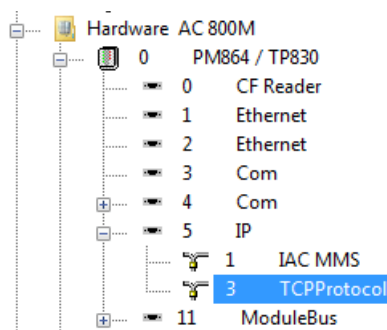 Hardware AC 800M
0 PM864 / TP830
0 CF Reader
1 Ethernet
2 Ethernet
3 Com
4 Com
5 IP
1 IAC MMS
3 TCPProtocol
11 ModuleBus